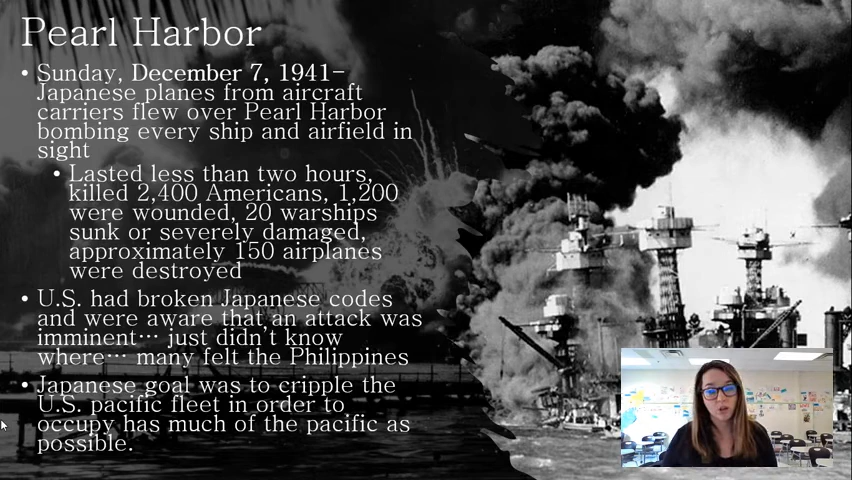 Pearl Harbor
• Sunday, December 7, 1941–
Japanese planes from aircraft
carriers flew over Pearl Harbor
bombing every ship and airfield in
sight
• Lasted less than two hours,
killed 2,400 Americans, 1,200
were wounded, 20 warships
sunk or severely damaged,
approximately 150 airplanes
were destroyed
• U.S. had broken Japanese codes
and were aware that an attack was
imminent… just didn't know
where… many felt the Philippines
• Japanese goal was to cripple the
U.S. pacific fleet in order to
occupy has much of the pacific as
possible.